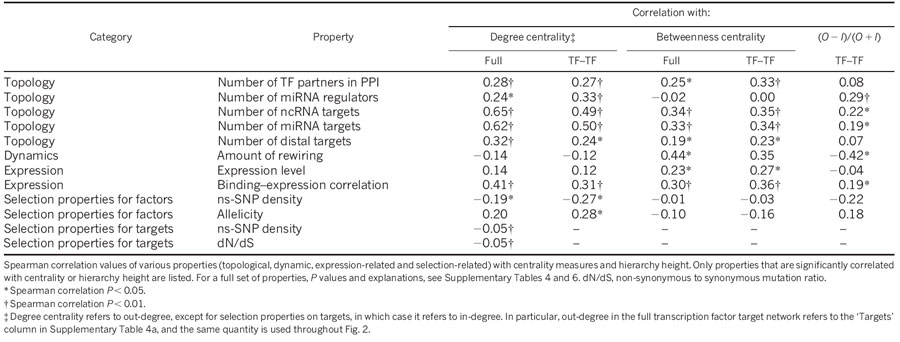 Correlation with:
Category Property Degree centrality‡ Betweenness centrality (O − I)/(O + I)
Full TF–TF Full TF–TF TF–TF
Topology Number of TF partners in PPI 0.28† 0.27† 0.25* 0.33† 0.08
Topology Number of miRNA regulators 0.24* 0.33† −0.02 0.00 0.29†
Topology Number of ncRNA targets 0.65† 0.49† 0.34† 0.35† 0.22*
Topology Number of miRNA targets 0.62† 0.50† 0.33† 0.34† 0.19*
Topology Number of distal targets 0.32† 0.24* 0.19* 0.23* 0.07
Dynamics Amount of rewiring −0.14 −0.12 0.44* 0.35 −0.42*
Expression Expression level 0.14 0.12 0.23* 0.27* −0.04
Expression Binding–expression correlation 0.41† 0.31† 0.30† 0.36† 0.19*
Selection properties for factors ns-SNP density −0.19* −0.27* −0.01 −0.03 −0.22
Selection properties for factors Allelicity 0.20 0.28* −0.10 −0.16 0.18
Selection properties for targets ns-SNP density −0.05† – – – –
Selection properties for targets dN/dS −0.05† – – – –
Spearman correlation values of various properties (topological, dynamic, expression-related and selection-related) with centrality measures and hierarchy height. Only properties that are significantly correlated
with centrality or hierarchy height are listed. For a full set of properties, P values and explanations, see Supplementary Tables 4 and 6. dN/dS, non-synonymous to synonymous mutation ratio.
* Spearman correlation P < 0.05.
† Spearman correlation P < 0.01.
‡ Degree centrality refers to out-degree, except for selection properties on targets, in which case it refers to in-degree. In particular, out-degree in the full transcription factor target network refers to the ‘Targets’
column in Supplementary Table 4a, and the same quantity is used throughout Fig. 2.